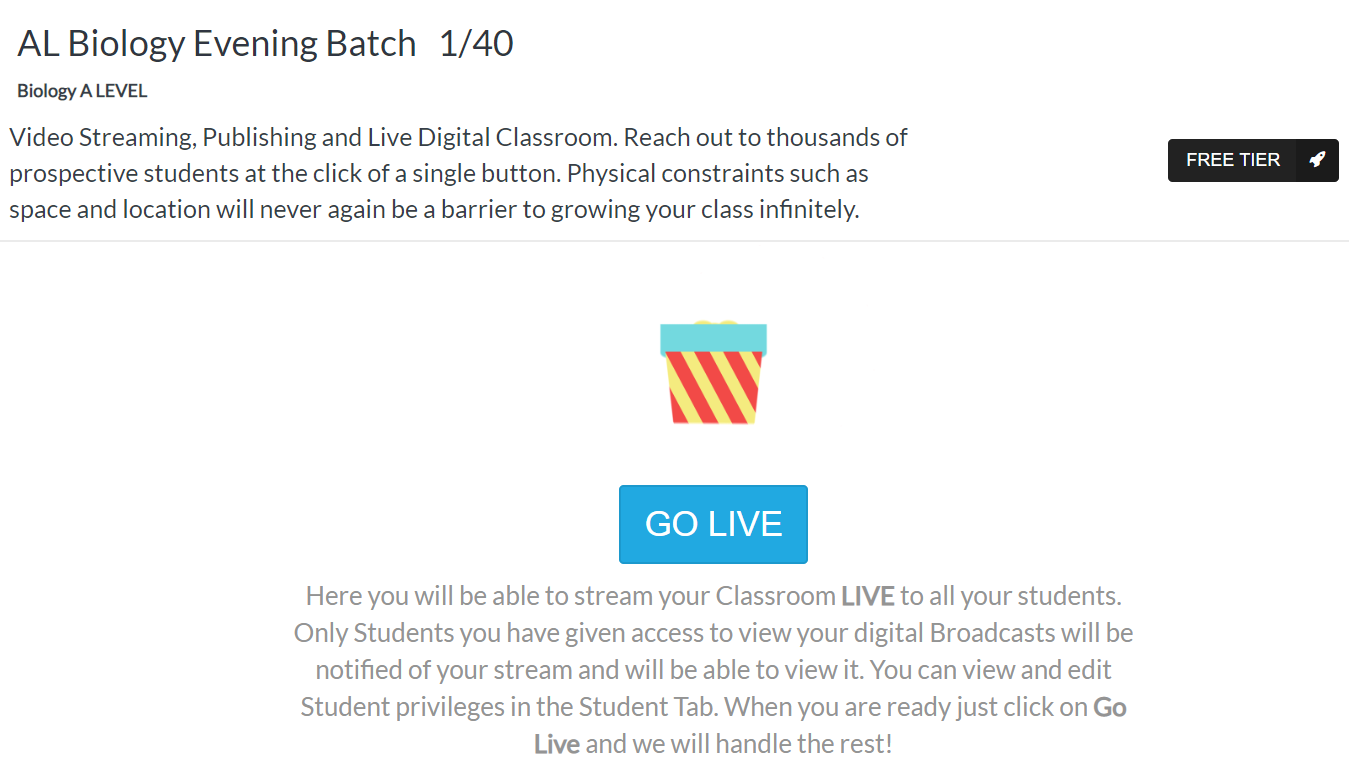 AL Biology Evening Batch 1/40
Biology A LEVEL
Video Streaming, Publishing and Live Digital Classroom. Reach out to thousands of
prospective students at the click of a single button. Physical constraints such as
space and location will never again be a barrier to growing your class infinitely.
FREE TIER
GO LIVE
Here you will be able to stream your Classroom LIVE to all your students.
Only Students you have given access to view your digital Broadcasts will be
notified of your stream and will be able to view it. You can view and edit
Student privileges in the Student Tab. When you are ready just click on Go
Live and we will handle the rest!